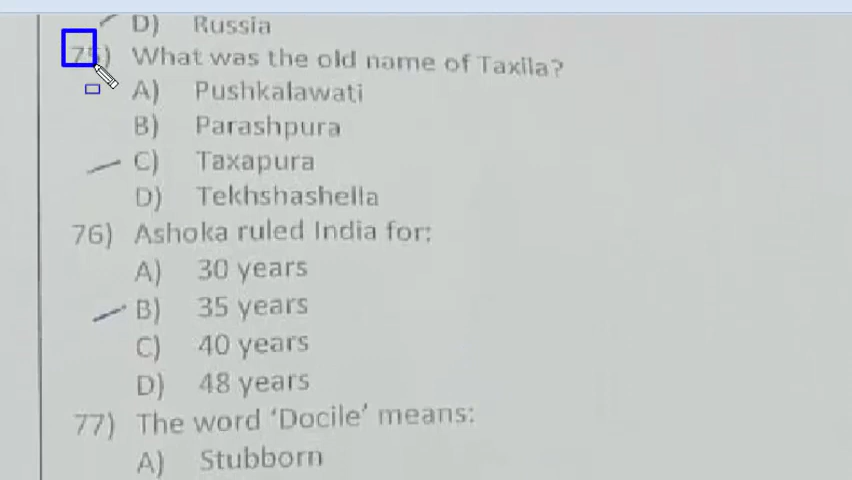 D) Russia
75) What was the old name of Taxila?
A) Pushkalawati
B) Parashpura
C) Taxapura
D) Tekhshashella
76) Ashoka ruled India for:
A) 30 years
B) 35 years
C) 40 years
D) 48 years
77) The word ‘Docile’ means:
A) Stubborn